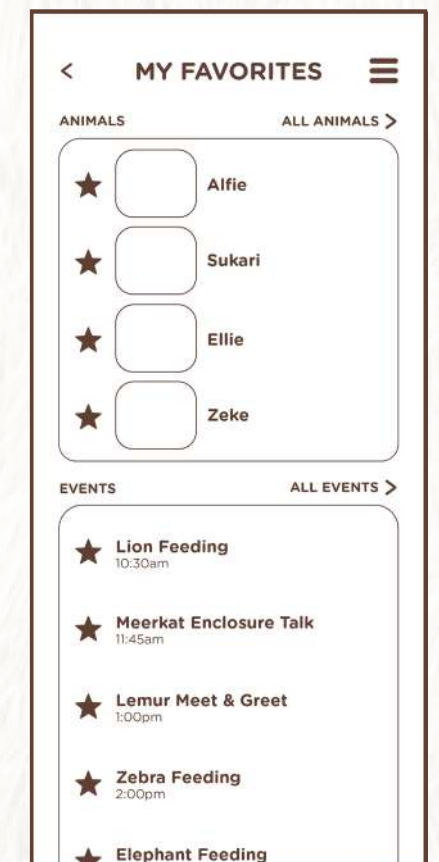 < MY FAVORITES
ANIMALS ALL ANIMALS >
Alfie
Sukari
Ellie
Zeke
EVENTS ALL EVENTS >
Lion Feeding
10:30am
Meerkat Enclosure Talk
11:45am
Lemur Meet & Greet
1:00pm
Zebra Feeding
2:00pm
Elephant Feeding